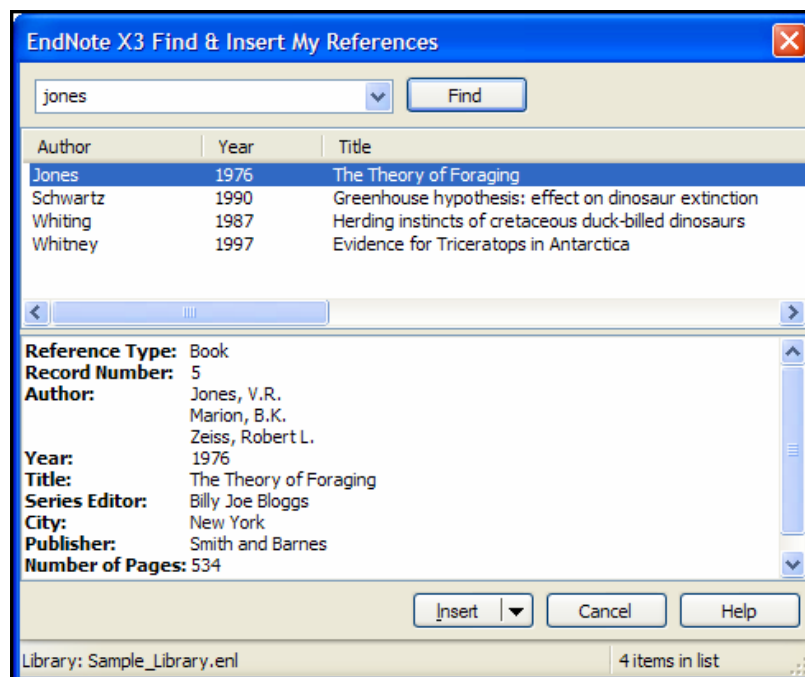 EndNote X3 Find & Insert My References
jones Find
Author Year Title
Jones 1976 The Theory of Foraging
Schwartz 1990 Greenhouse hypothesis: effect on dinosaur extinction
Whiting 1987 Herding instincts of cretaceous duck-billed dinosaurs
Whitney 1997 Evidence for Triceratops in Antarctica
Reference Type: Book
Record Number: 5
Author: Jones, V.R.
Marion, B.K.
Zeiss, Robert L.
Year: 1976
Title: The Theory of Foraging
Series Editor: Billy Joe Bloggs
City: New York
Publisher: Smith and Barnes
Number of Pages: 534
Insert Cancel Help
Library: Sample_Library.enl 4 items in list